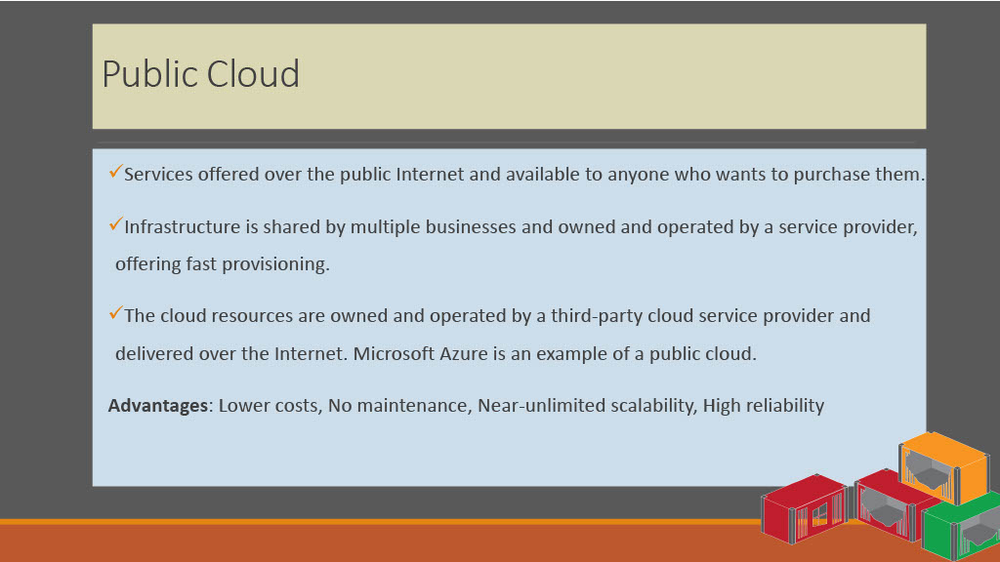 Public Cloud
✓Services offered over the public Internet and available to anyone who wants to purchase them.
✓Infrastructure is shared by multiple businesses and owned and operated by a service provider,
offering fast provisioning.
✓The cloud resources are owned and operated by a third-party cloud service provider and
delivered over the Internet. Microsoft Azure is an example of a public cloud.
Advantages: Lower costs, No maintenance, Near-unlimited scalability, High reliability